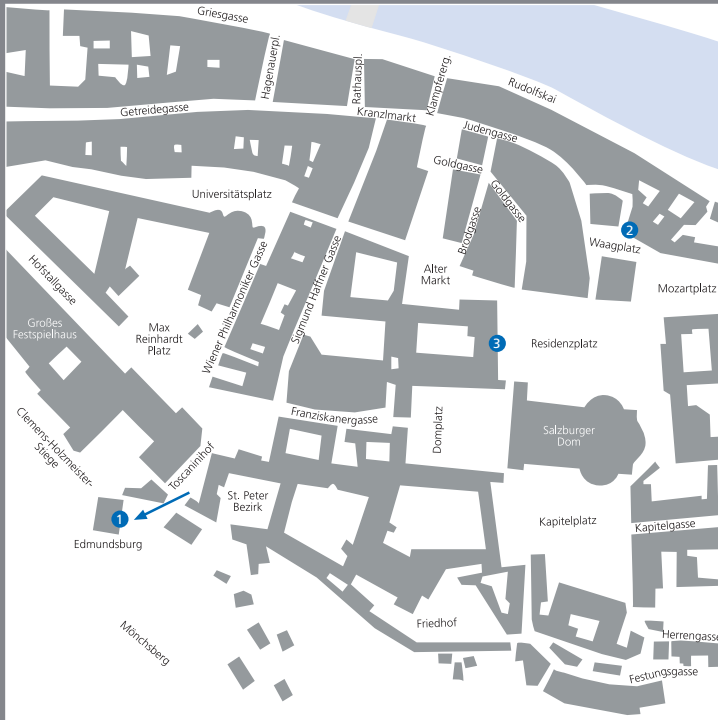 Griesgasse
Hagenauerpl.
Rathauspl.
Klampfererg.
Rudolfskai
Getreidegasse
Kranzlmarkt
Judengasse
Goldgasse
Goldgasse
Universitätsplatz
Brodgasse
2
Waagplatz
Hofstallgasse
Wiener Philharmoniker Gasse
Sigmund Haffner Gasse
Alter
Markt
Mozartplatz
Großes
Festspielhaus
Max
Reinhardt
Platz
3
Residenzplatz
Franziskanergasse
Domplatz
Salzburger
Dom
Clemens-Holzmeister-
Stiege
Toscaninihof
St. Peter
Bezirk
1
Edmundsburg
Kapitelplatz
Kapitelgasse
Mönchsberg
Friedhof
Herrengasse
Festungsgasse